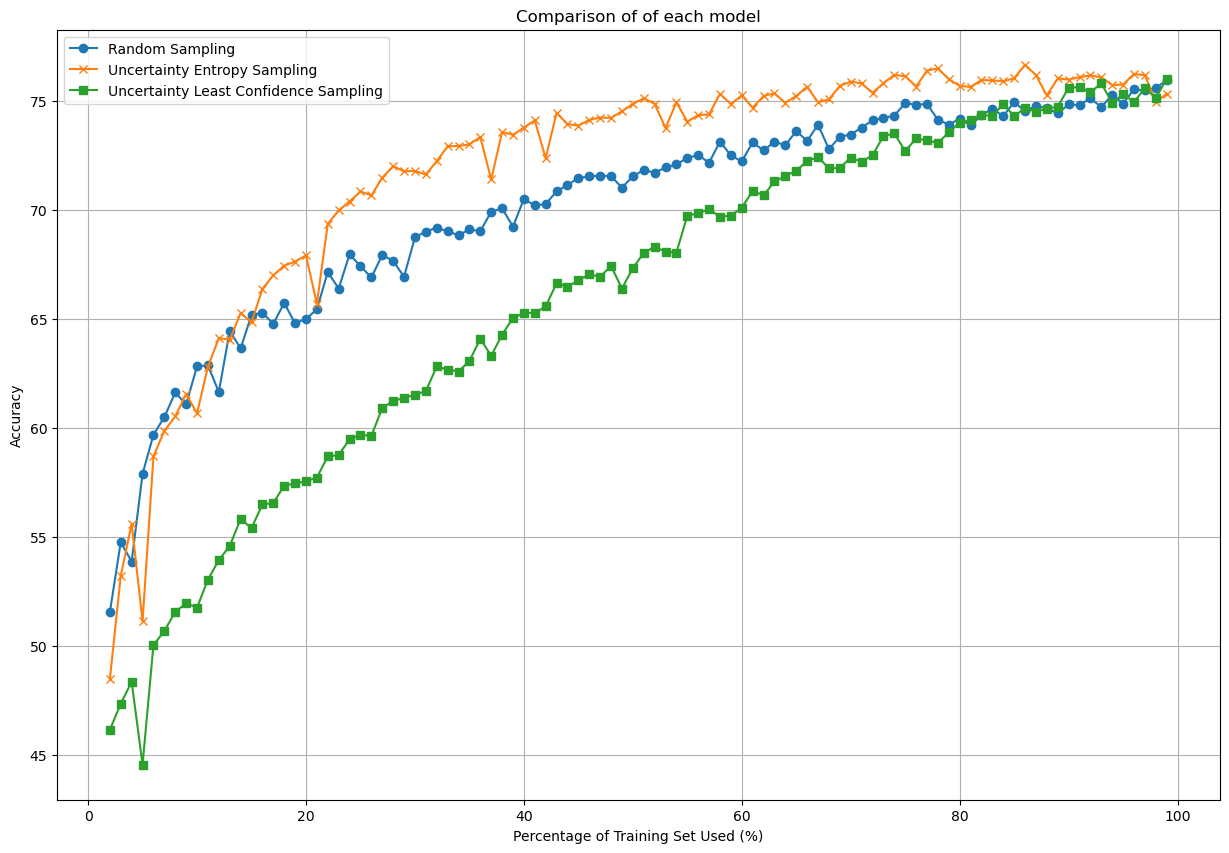 Comparison of of each model
Random Sampling
Uncertainty Entropy Sampling
Uncertainty Least Confidence Sampling
75
70
65
60
55
50
45
Accuracy
0 20 40 60 80 100
Percentage of Training Set Used (%)